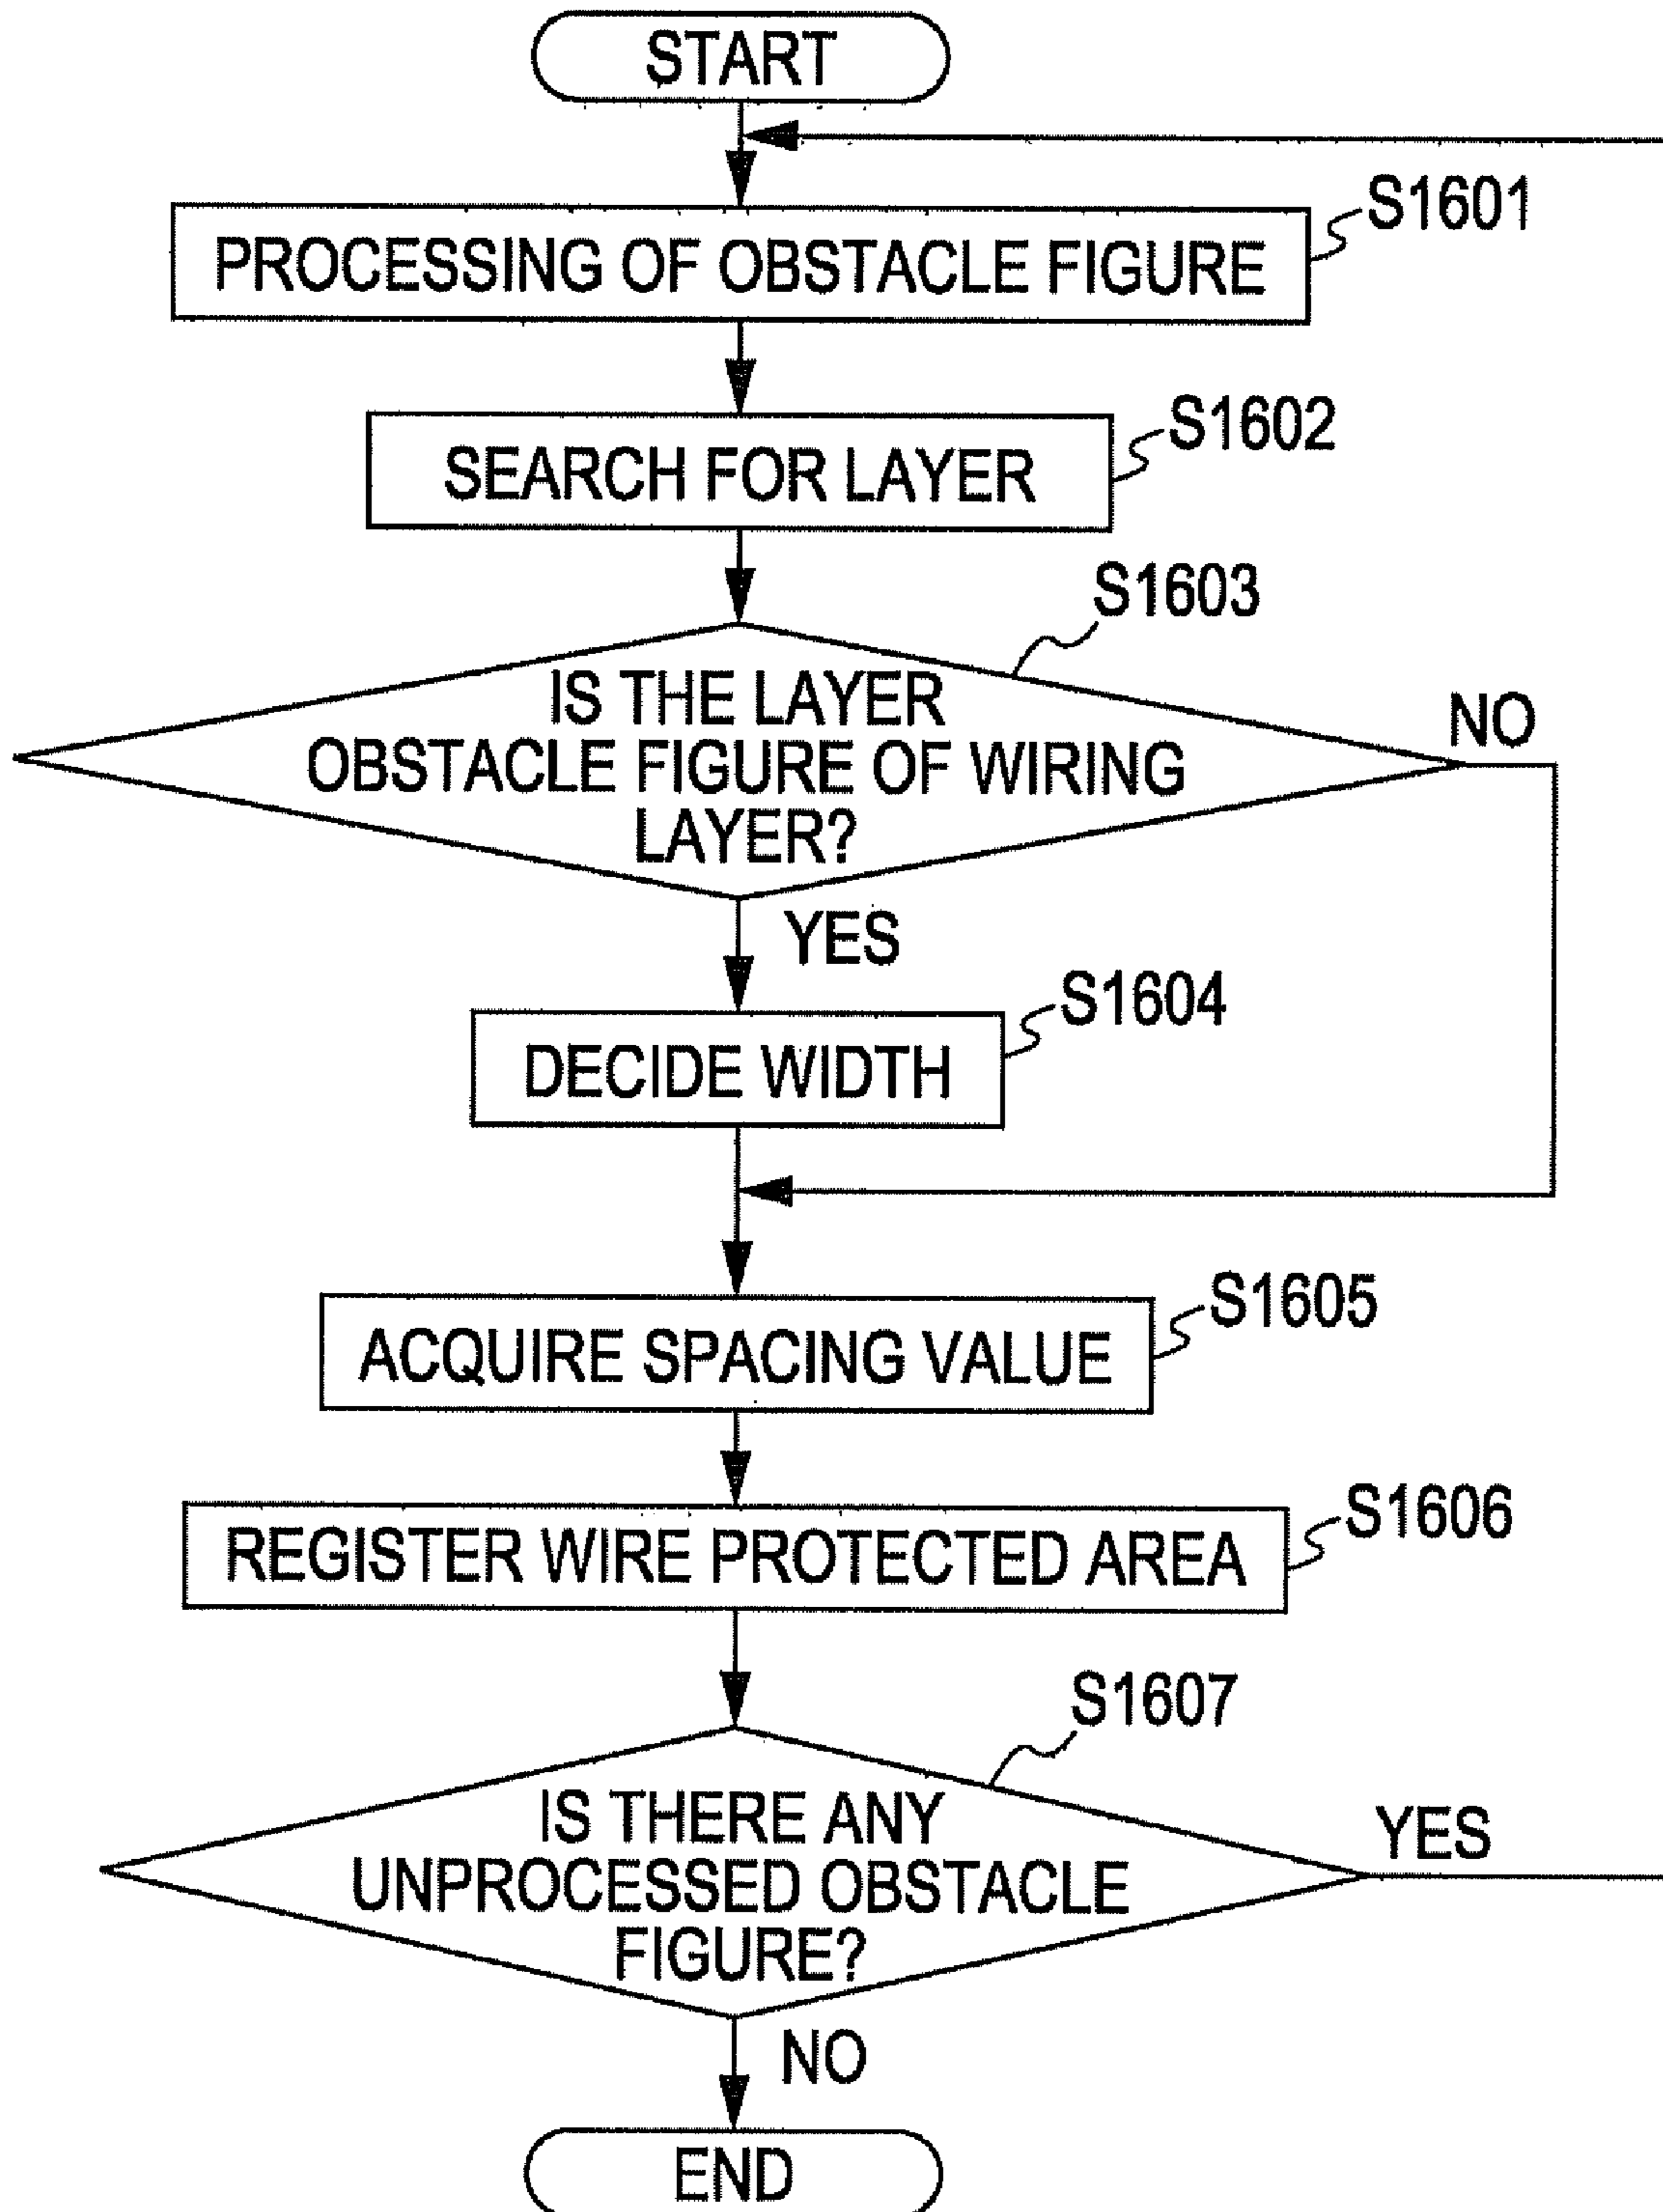 START
S1601
PROCESSING OF OBSTACLE FIGURE
S1602
SEARCH FOR LAYER
S1603
IS THE LAYER
OBSTACLE FIGURE OF WIRING
LAYER?
NO
YES
S1604
DECIDE WIDTH
S1605
ACQUIRE SPACING VALUE
S1606
REGISTER WIRE PROTECTED AREA
S1607
IS THERE ANY
UNPROCESSED OBSTACLE
FIGURE?
YES
NO
END